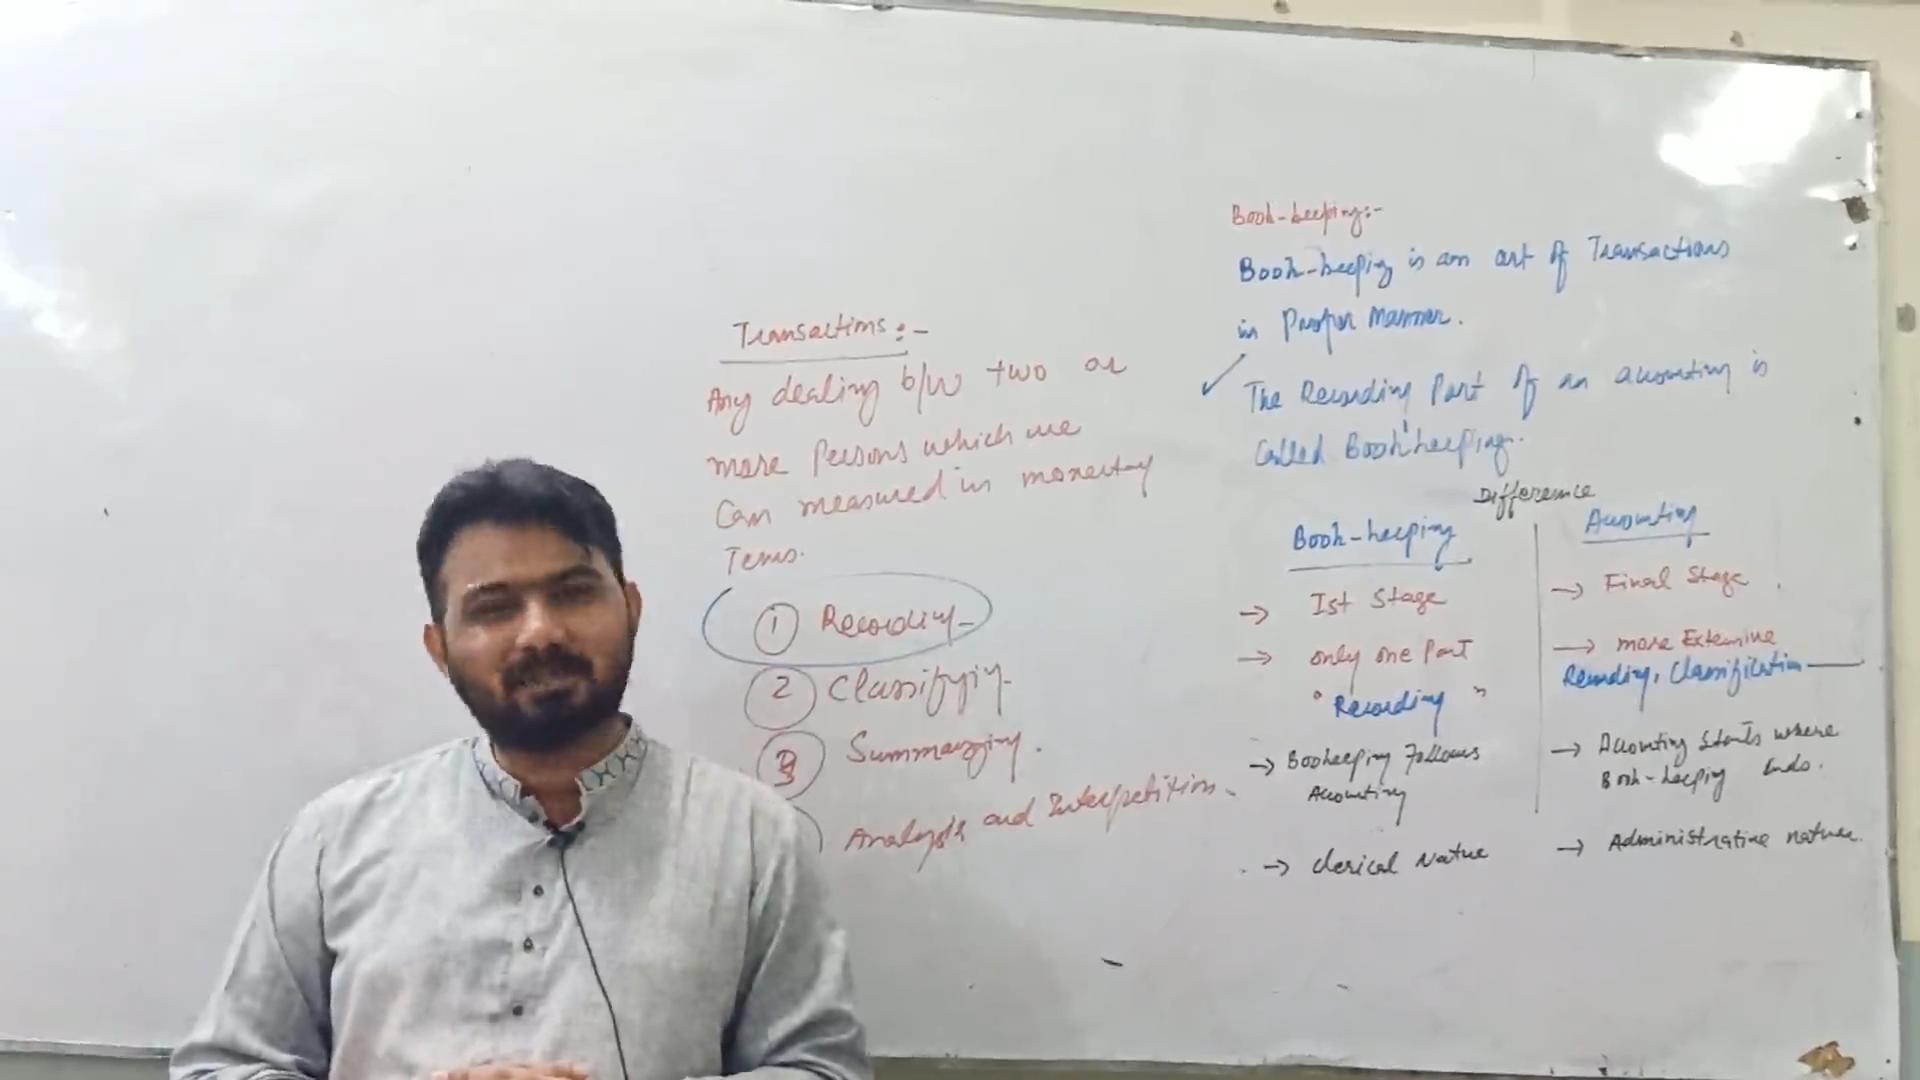 Transactions:-
Any dealing b/w two or
more Persons which we
Can measured in monetary
Terms.
1 Recording
2 Classifying
3 Summarizing.
Analysis and Interpetition.
Book-keeping:-
Book-keeping is an art of Transactions
in Proper Manner.
The Recording Part of an accounting is
Called Book keeping.
Difference
Book-keeping
→ Ist Stage
→ only one Part
"Recording"
→ Bookeeping Follows
Accounting
→ Clerical Nature
Accounting
→ Final Stage
→ more Extensive
Recording, Classification
→ Accounting Starts where
Book-keeping Ends.
→ Administrative nature.